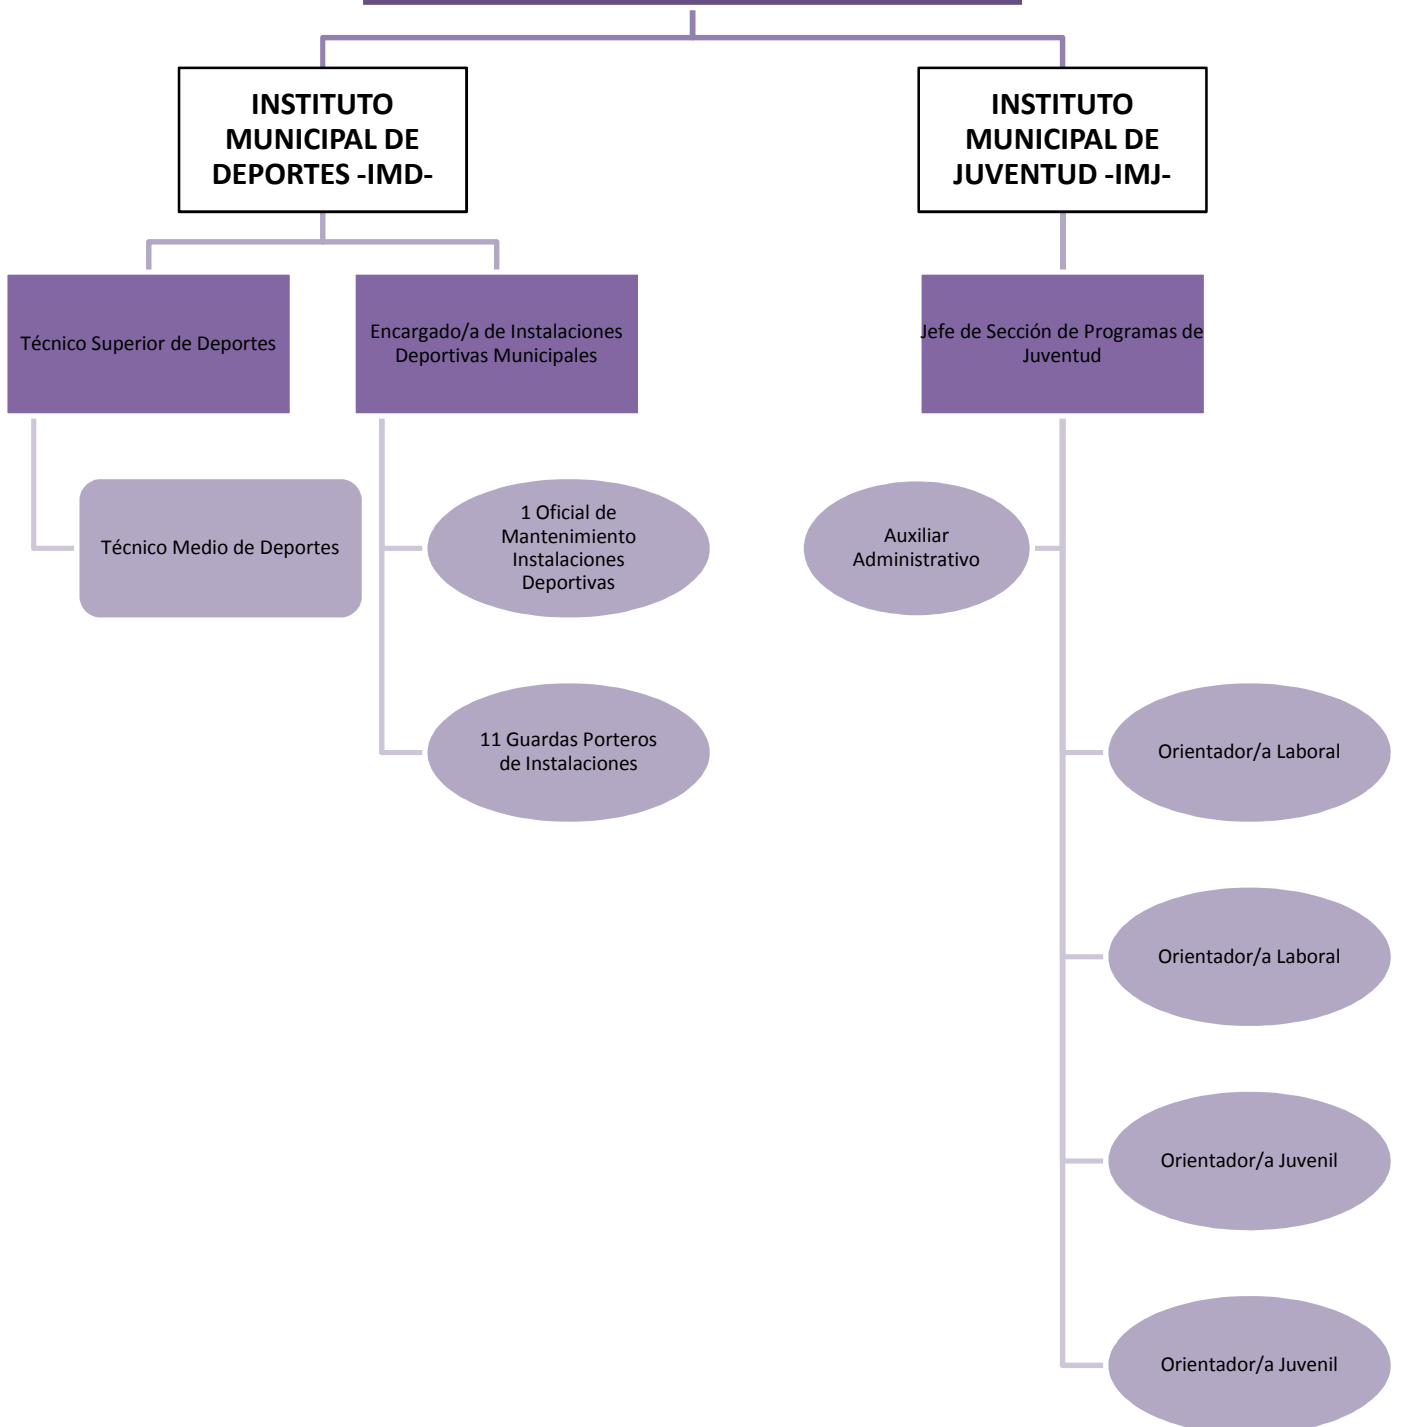 INSTITUTO
MUNICIPAL DE
DEPORTES -IMD-
INSTITUTO
MUNICIPAL DE
JUVENTUD -IMJ-
Técnico Superior de Deportes
Encargado/a de Instalaciones
Deportivas Municipales
Jefe de Sección de Programas de
Juventud
Técnico Medio de Deportes
1 Oficial de
Mantenimiento
Instalaciones
Deportivas
Auxiliar
Administrativo
11 Guardas Porteros
de Instalaciones
Orientador/a Laboral
Orientador/a Laboral
Orientador/a Juvenil
Orientador/a Juvenil